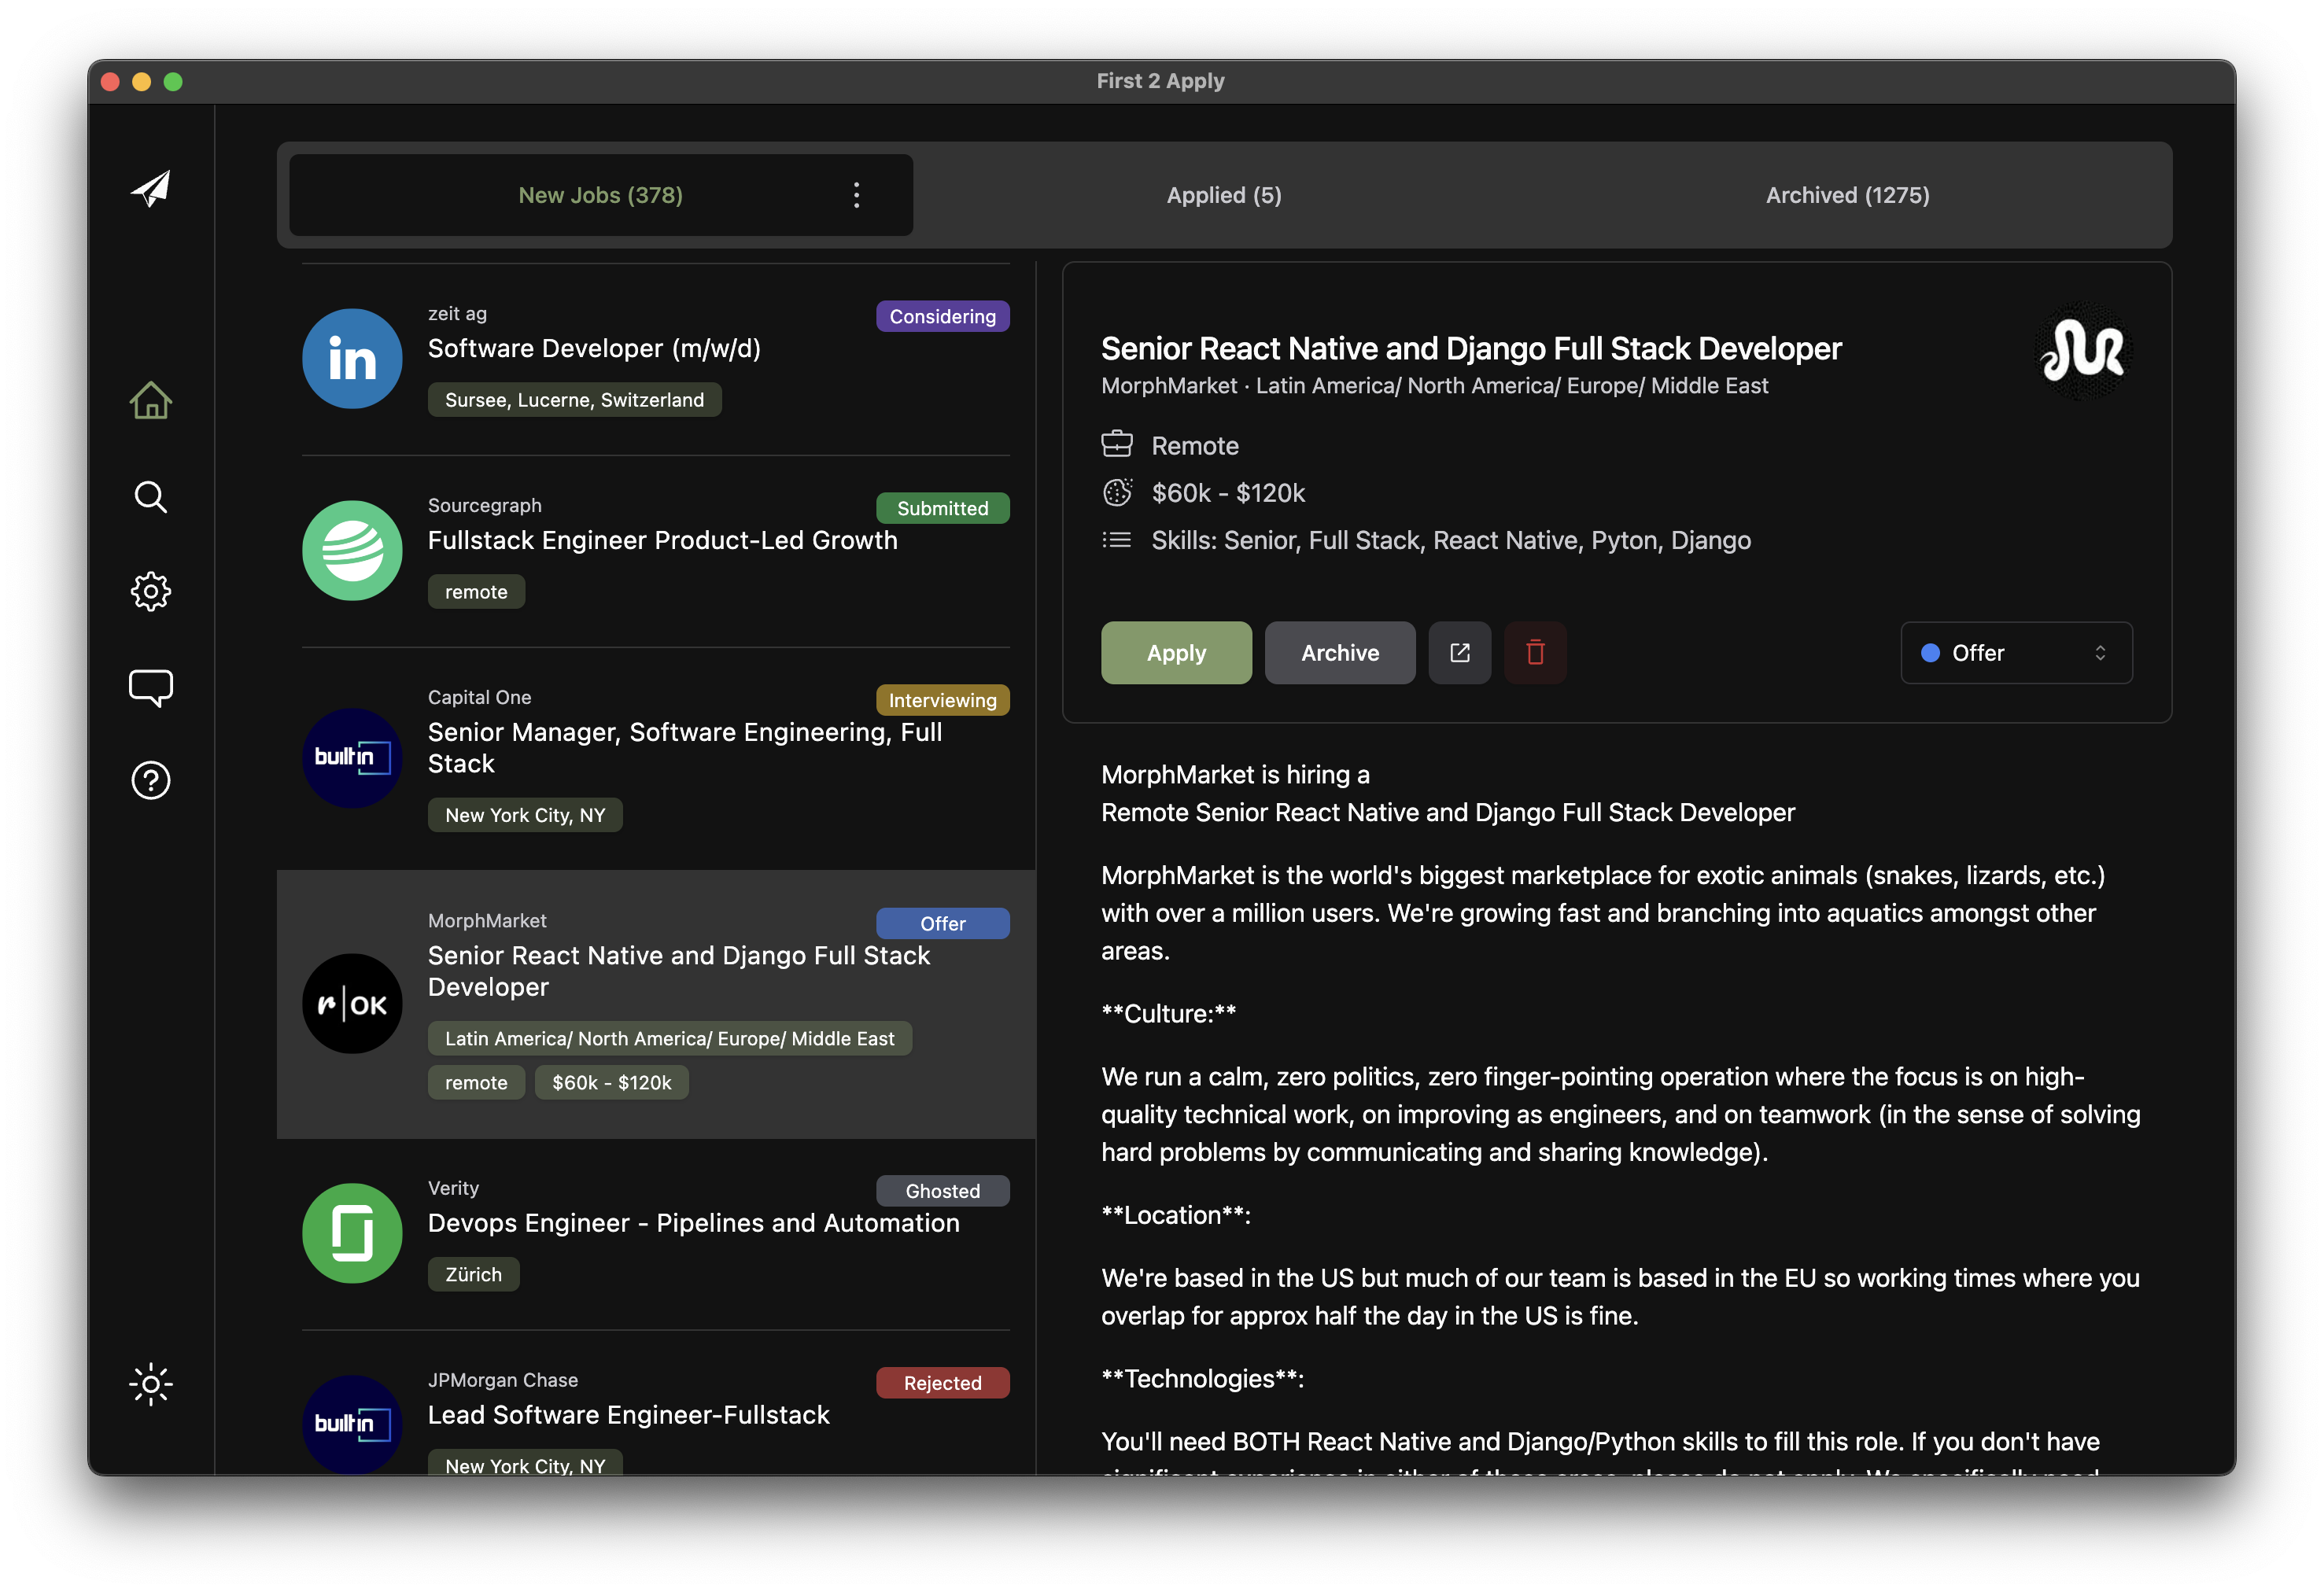 First 2 Apply
New Jobs (378)
Applied (5)
Archived (1275)
in
zeit ag
Considering
Software Developer (m/w/d)
Sursee, Lucerne, Switzerland
Sourcegraph
Submitted
Fullstack Engineer Product-Led Growth
remote
builtin
Capital One
Interviewing
Senior Manager, Software Engineering, Full
Stack
New York City, NY
r|OK
MorphMarket
Offer
Senior React Native and Django Full Stack
Developer
Latin America/ North America/ Europe/ Middle East
remote
$60k - $120k
Verity
Ghosted
Devops Engineer - Pipelines and Automation
Zürich
builtin
JPMorgan Chase
Rejected
Lead Software Engineer-Fullstack
New York City, NY
Senior React Native and Django Full Stack Developer
MorphMarket · Latin America/ North America/ Europe/ Middle East
Remote
$60k - $120k
Skills: Senior, Full Stack, React Native, Pyton, Django
Apply
Archive
Offer
MorphMarket is hiring a
Remote Senior React Native and Django Full Stack Developer
MorphMarket is the world's biggest marketplace for exotic animals (snakes, lizards, etc.)
with over a million users. We're growing fast and branching into aquatics amongst other
areas.
**Culture:**
We run a calm, zero politics, zero finger-pointing operation where the focus is on high-
quality technical work, on improving as engineers, and on teamwork (in the sense of solving
hard problems by communicating and sharing knowledge).
**Location**:
We're based in the US but much of our team is based in the EU so working times where you
overlap for approx half the day in the US is fine.
**Technologies**:
You'll need BOTH React Native and Django/Python skills to fill this role. If you don't have